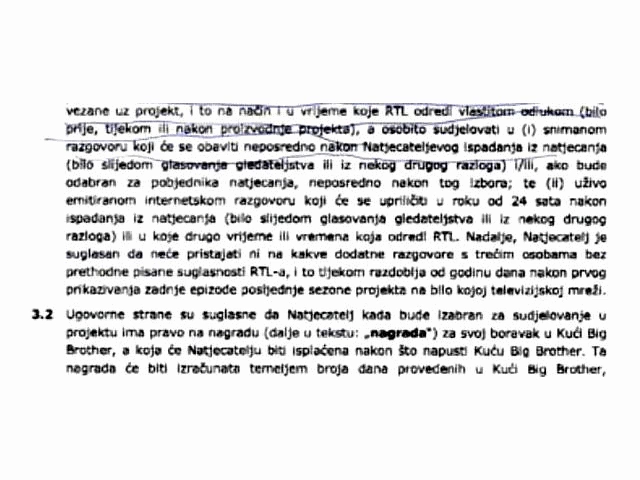 vezane uz projekt, i to na način i u vrijeme koje RTL odredi vlastitom odlukom (bilo
prije, tijekom ili nakon proizvodnje projekta), a osobito sudjelovati u (i) snimanom
razgovoru koji će se obaviti neposredno nakon Natjecateljevog ispadanja iz natjecanja
(bilo slijedom glasovanja gledateljstva ili iz nekog drugog razloga) i/ili, ako bude
odabran za pobjednika natjecanja, neposredno nakon tog izbora; te (ii) uživo
emitiranom internetskom razgovoru koji će se upriličiti u roku od 24 sata nakon
ispadanja iz natjecanja (bilo slijedom glasovanja gledateljstva ili iz nekog drugog
razloga) ili u koje drugo vrijeme ili vremena koja odredi RTL. Nadalje, Natjecatelj je
suglasan da neće pristajati ni na kakve dodatne razgovore s trećim osobama bez
prethodne pisane suglasnosti RTL-a, i to tijekom razdoblja od godinu dana nakon prvog
prikazivanja zadnje epizode posljednje sezone projekta na bilo kojoj televizijskoj mreži.
3.2 Ugovorne strane su suglasne da Natjecatelj kada bude izabran za sudjelovanje u
projektu ima pravo na nagradu (dalje u tekstu: „nagrada") za svoj boravak u Kući Big
Brother, a koja će Natjecatelju biti isplaćena nakon što napusti Kuću Big Brother. Ta
nagrada će biti izračunata temeljem broja dana provedenih u Kući Big Brother,